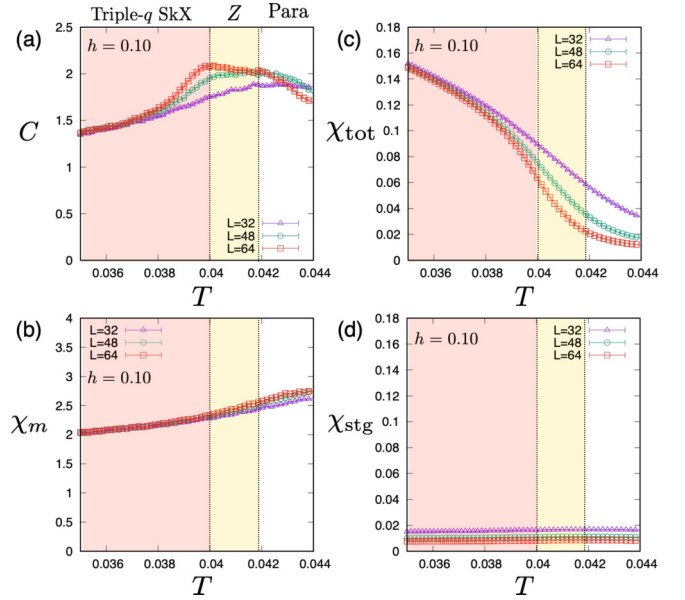 Triple-q SkX Z Para
(a)
h = 0.10
C
2.5
2
1.5
1
0.5
0
L=32
L=48
L=64
0.036 0.038 0.04 0.042 0.044
T
(c)
h = 0.10
χtot
0.18
0.16
0.14
0.12
0.1
0.08
0.06
0.04
0.02
0
L=32
L=48
L=64
0.036 0.038 0.04 0.042 0.044
T
(b)
L=32
L=48
L=64
h = 0.10
χm
4
3.5
3
2.5
2
1.5
1
0.5
0
0.036 0.038 0.04 0.042 0.044
T
(d)
h = 0.10
χstg
0.18
0.16
0.14
0.12
0.1
0.08
0.06
0.04
0.02
0
L=32
L=48
L=64
0.036 0.038 0.04 0.042 0.044
T